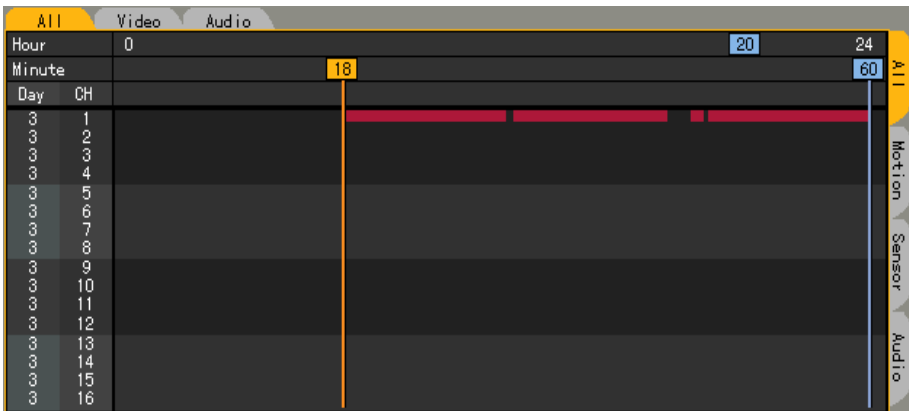 All Video Audio
Hour 0 20 24
Minute 18 60
Day CH
3 1
3 2
3 3
3 4
3 5
3 6
3 7
3 8
3 9
3 10
3 11
3 12
3 13
3 14
3 15
3 16
All
Motion
Sensor
Audio